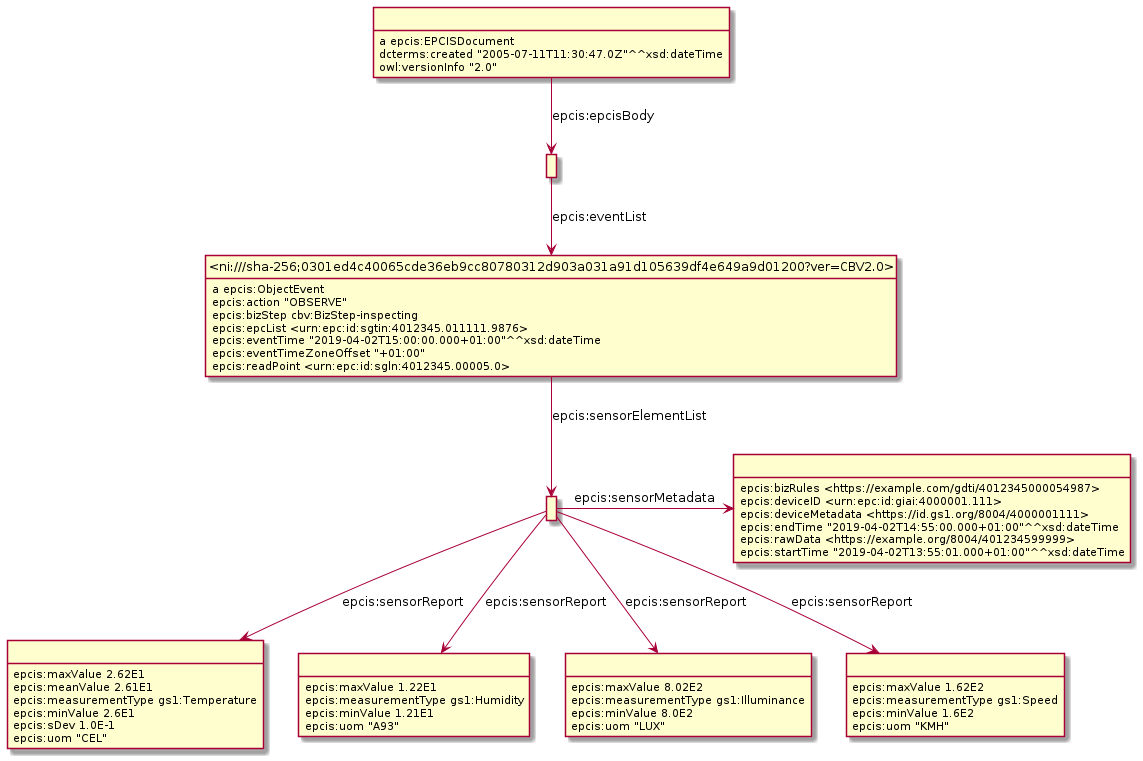 a epcis:EPCISDocument
dcterms:created "2005-07-11T11:30:47.0Z"^^xsd:dateTime
owl:versionInfo "2.0"
epcis:epcisBody
epcis:eventList
<ni:///sha-256;0301ed4c40065cde36eb9cc80780312d903a031a91d105639df4e649a9d01200?ver=CBV2.0>
a epcis:ObjectEvent
epcis:action "OBSERVE"
epcis:bizStep cbv:BizStep-inspecting
epcis:epcList <urn:epc:id:sgtin:4012345.011111.9876>
epcis:eventTime "2019-04-02T15:00:00.000+01:00"^^xsd:dateTime
epcis:eventTimeZoneOffset "+01:00"
epcis:readPoint <urn:epc:id:sgln:4012345.00005.0>
epcis:sensorElementList
epcis:sensorMetadata
epcis:bizRules <https://example.com/gdti/4012345000054987>
epcis:deviceID <urn:epc:id:giai:4000001.111>
epcis:deviceMetadata <https://id.gs1.org/8004/4000001111>
epcis:endTime "2019-04-02T14:55:00.000+01:00"^^xsd:dateTime
epcis:rawData <https://example.org/8004/401234599999>
epcis:startTime "2019-04-02T13:55:01.000+01:00"^^xsd:dateTime
epcis:sensorReport
epcis:sensorReport
epcis:sensorReport
epcis:sensorReport
epcis:maxValue 2.62E1
epcis:meanValue 2.61E1
epcis:measurementType gs1:Temperature
epcis:minValue 2.6E1
epcis:sDev 1.0E-1
epcis:uom "CEL"
epcis:maxValue 1.22E1
epcis:measurementType gs1:Humidity
epcis:minValue 1.21E1
epcis:uom "A93"
epcis:maxValue 8.02E2
epcis:measurementType gs1:Illuminance
epcis:minValue 8.0E2
epcis:uom "LUX"
epcis:maxValue 1.62E2
epcis:measurementType gs1:Speed
epcis:minValue 1.6E2
epcis:uom "KMH"